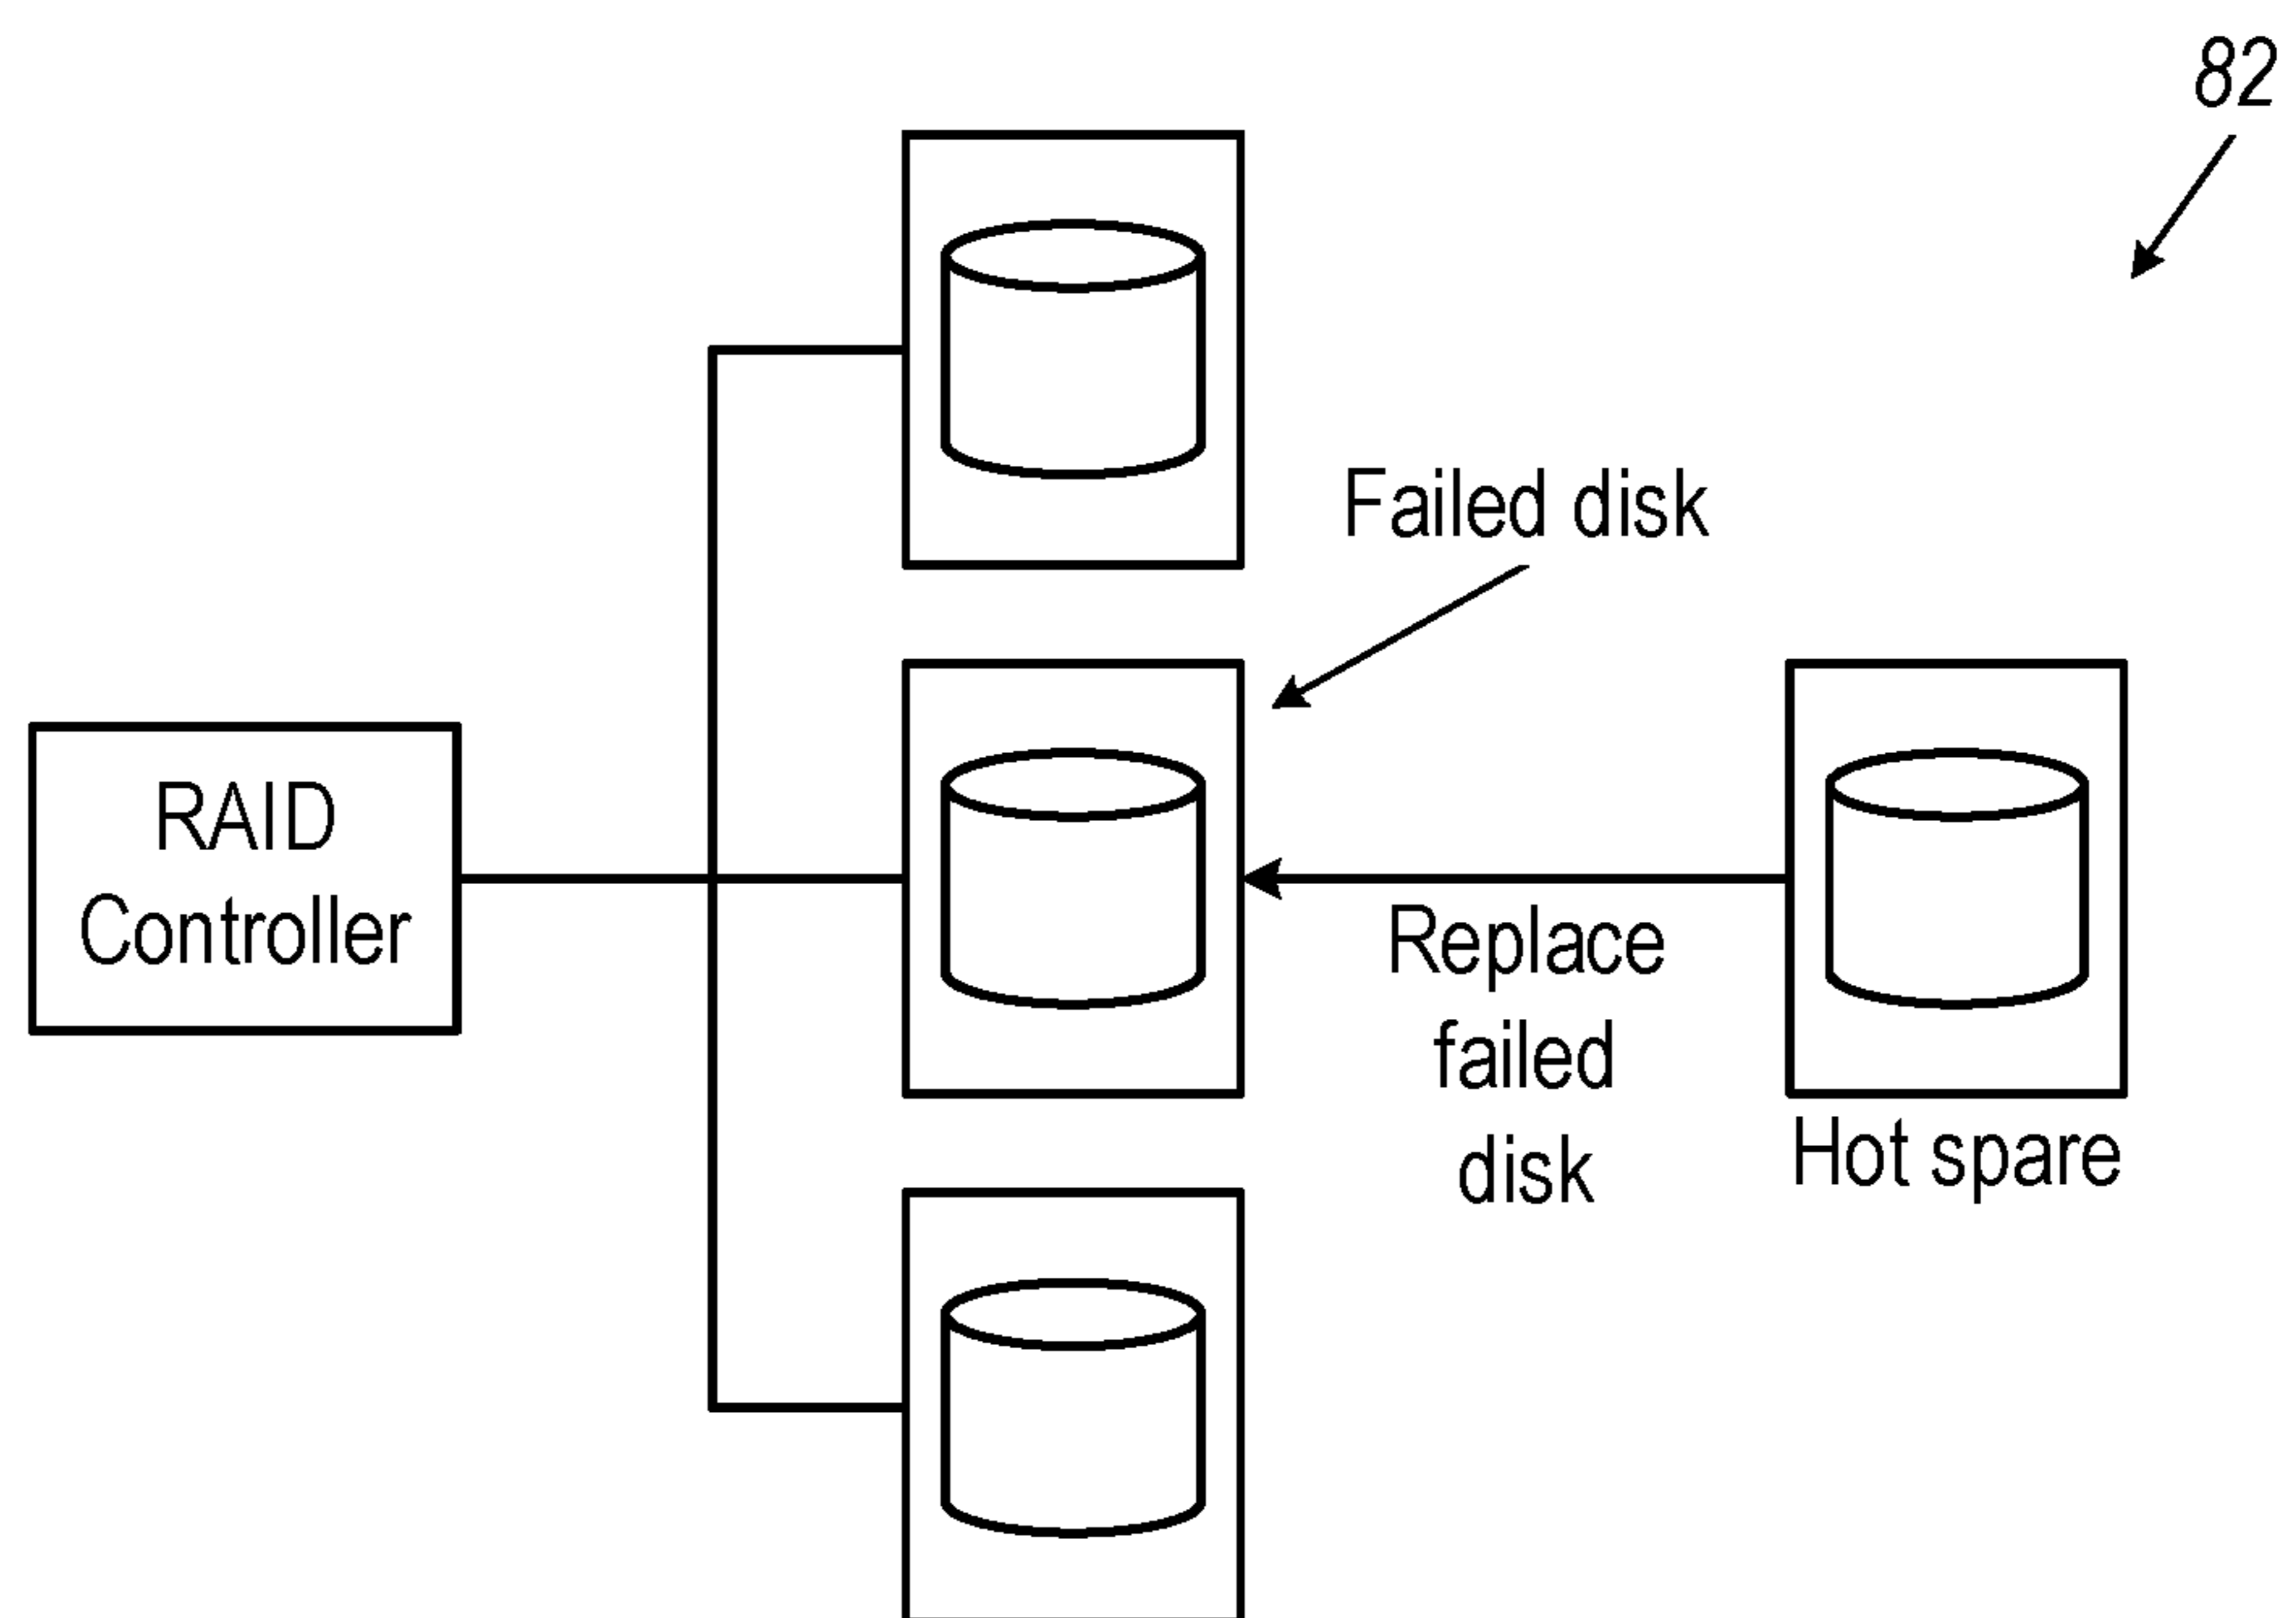 82
Failed disk
RAID
Controller
Replace
failed
disk
Hot spare